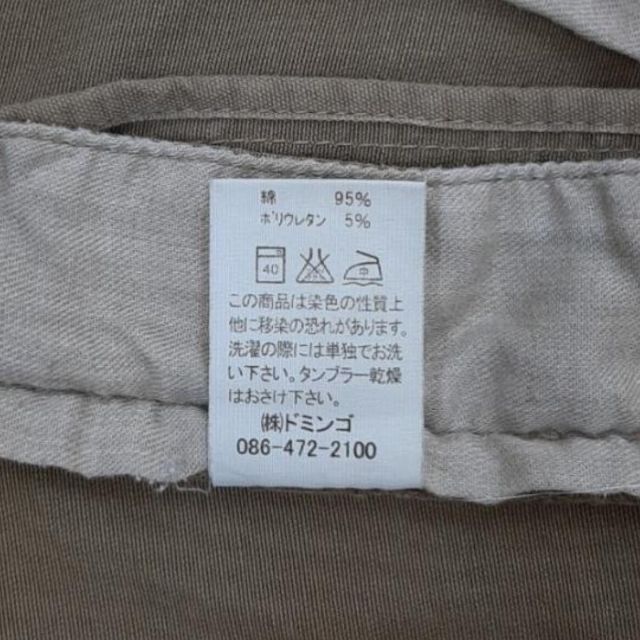 綿 95%
ポリウレタン 5%
40 中
この商品は染色の性質上
他に移染の恐れがあります。
洗濯の際には単独でお洗
い下さい。タンブラー乾燥
はおさけ下さい。
㈱ドミンゴ
086-472-2100